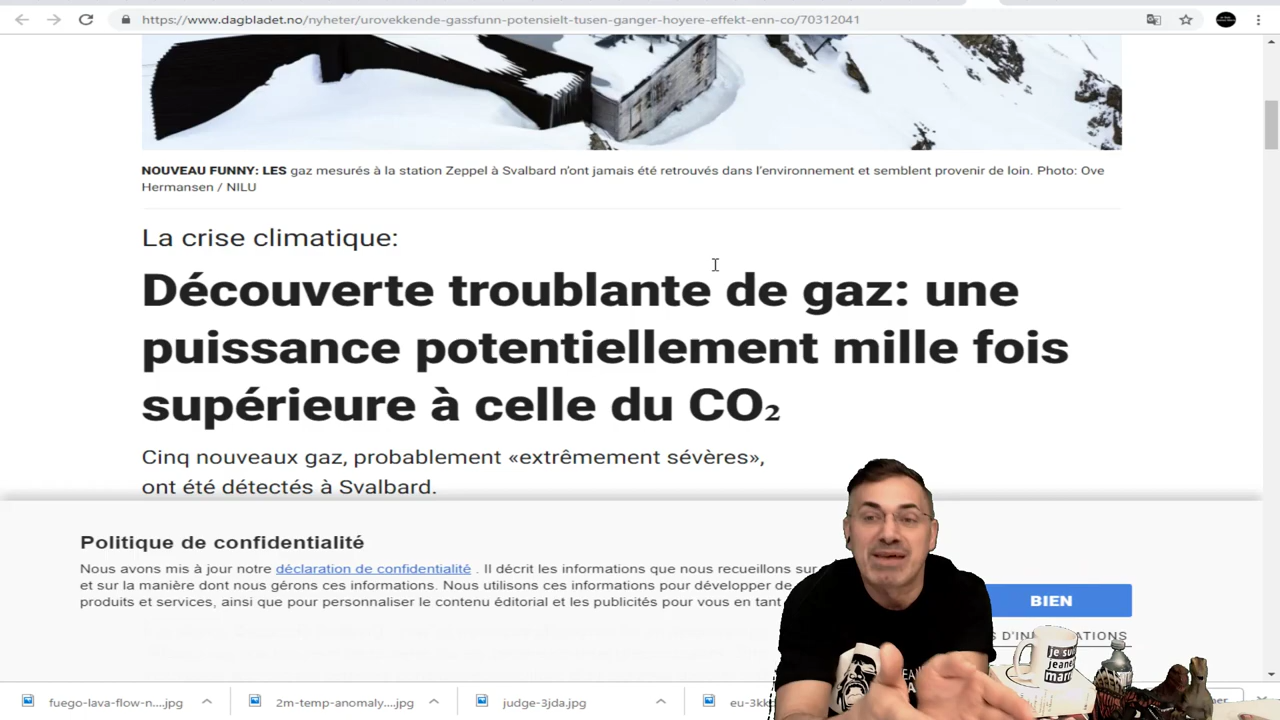 https://www.dagbladet.no/nyheter/urovekkende-gassfunn-potensielt-tusen-ganger-hoyere-effekt-enn-co/70312041
NOUVEAU FUNNY: LES gaz mesurés à la station Zeppel à Svalbard n'ont jamais été retrouvés dans l'environnement et semblent provenir de loin. Photo: Ove
Hermansen / NILU
La crise climatique:
Découverte troublante de gaz: une
puissance potentiellement mille fois
supérieure à celle du CO₂
Cinq nouveaux gaz, probablement «extrêmement sévères»,
ont été détectés à Svalbard.
Politique de confidentialité
Nous avons mis à jour notre déclaration de confidentialité . Il décrit les informations que nous recueillons sur
et sur la manière dont nous gérons ces informations. Nous utilisons ces informations pour développer de
produits et services, ainsi que pour personnaliser le contenu éditorial et les publicités pour vous en tant
BIEN
D'INFORMATIONS
je suis
jeane
marc
fuego-lava-flow-n....jpg
2m-temp-anomaly....jpg
judge-3jda.jpg